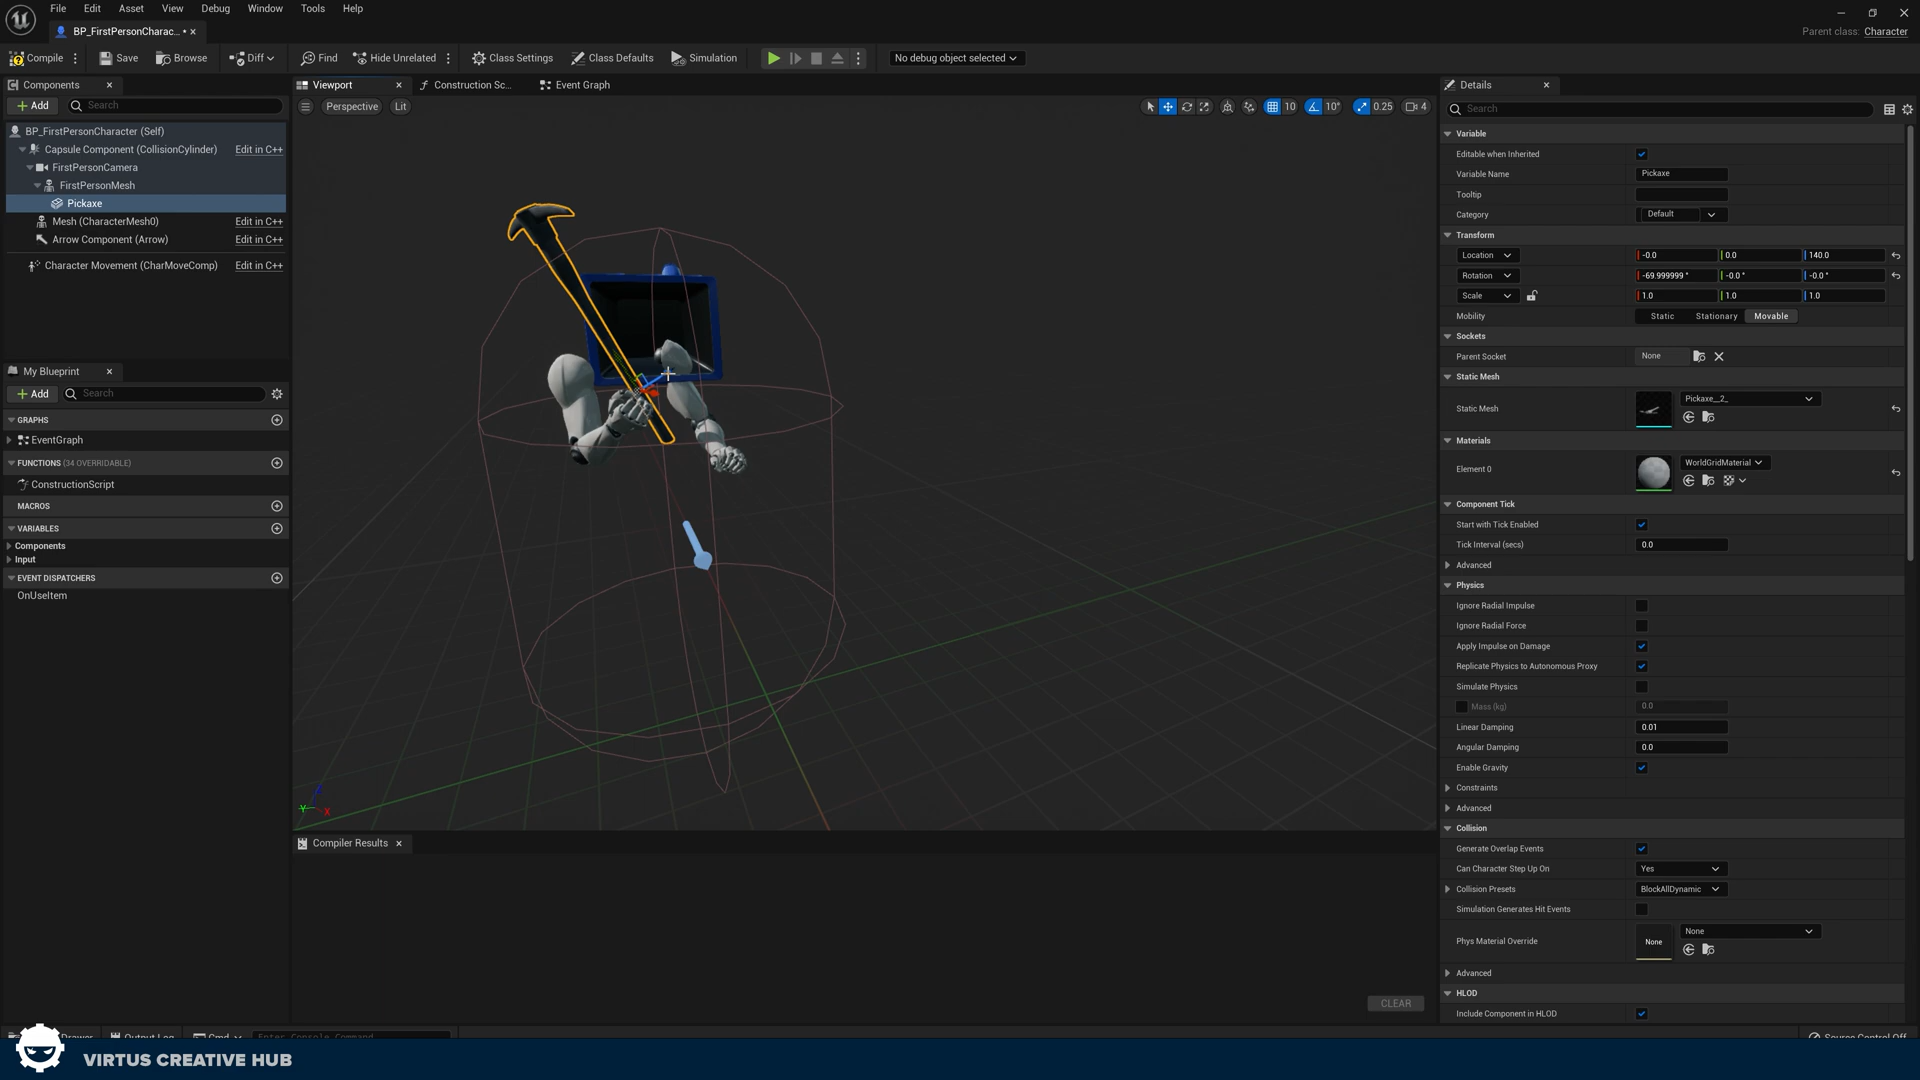 File Edit Asset View Debug Window Tools Help
BP_FirstPersonCharac... •
Parent class: Character
Compile Save Browse Diff Find Hide Unrelated Class Settings Class Defaults Simulation No debug object selected
Components
Add Search
BP_FirstPersonCharacter (Self)
Capsule Component (CollisionCylinder) Edit in C++
FirstPersonCamera
FirstPersonMesh
Pickaxe
Mesh (CharacterMesh0) Edit in C++
Arrow Component (Arrow) Edit in C++
Character Movement (CharMoveComp) Edit in C++
My Blueprint
Add Search
GRAPHS
EventGraph
FUNCTIONS (34 OVERRIDABLE)
ConstructionScript
MACROS
VARIABLES
Components
Input
EVENT DISPATCHERS
OnUseItem
Viewport Construction Sc... Event Graph
Perspective Lit 10 10° 0.25 4
Y X
Compiler Results
CLEAR
Details
Search
Variable
Editable when Inherited
Variable Name Pickaxe
Tooltip
Category Default
Transform
Location -0.0 0.0 140.0
Rotation -69.999999 ° -0.0 ° -0.0 °
Scale 1.0 1.0 1.0
Mobility Static Stationary Movable
Sockets
Parent Socket None
Static Mesh
Static Mesh Pickaxe__2_
Materials
Element 0 WorldGridMaterial
Component Tick
Start with Tick Enabled
Tick Interval (secs) 0.0
Advanced
Physics
Ignore Radial Impulse
Ignore Radial Force
Apply Impulse on Damage
Replicate Physics to Autonomous Proxy
Simulate Physics
Mass (kg) 0.0
Linear Damping 0.01
Angular Damping 0.0
Enable Gravity
Constraints
Advanced
Collision
Generate Overlap Events
Can Character Step Up On Yes
Collision Presets BlockAllDynamic
Simulation Generates Hit Events
Phys Material Override None None
Advanced
HLOD
Include Component in HLOD
Drawer Output Log Cmd Enter Console Command Source Control Off
VIRTUS CREATIVE HUB